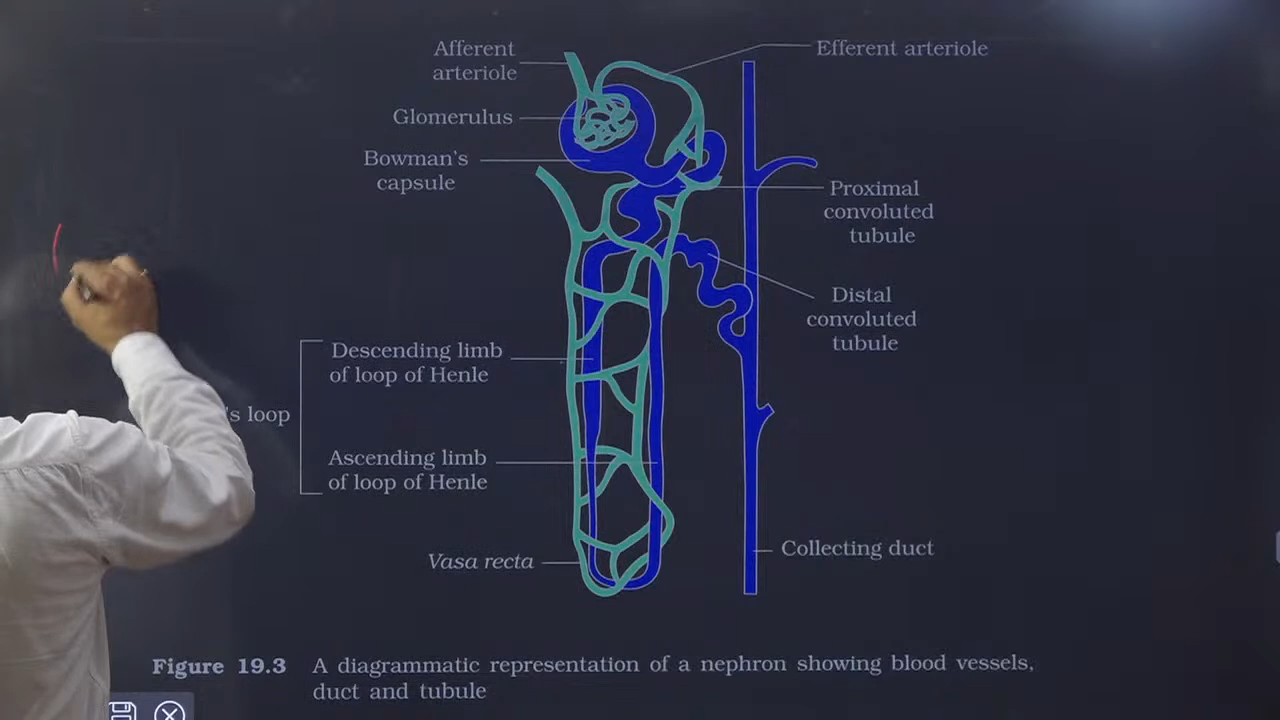 Afferent
arteriole
Efferent arteriole
Glomerulus
Bowman's
capsule
Proximal
convoluted
tubule
Distal
convoluted
tubule
Descending limb
of loop of Henle
's loop
Ascending limb
of loop of Henle
Vasa recta
Collecting duct
Figure 19.3 A diagrammatic representation of a nephron showing blood vessels,
duct and tubule